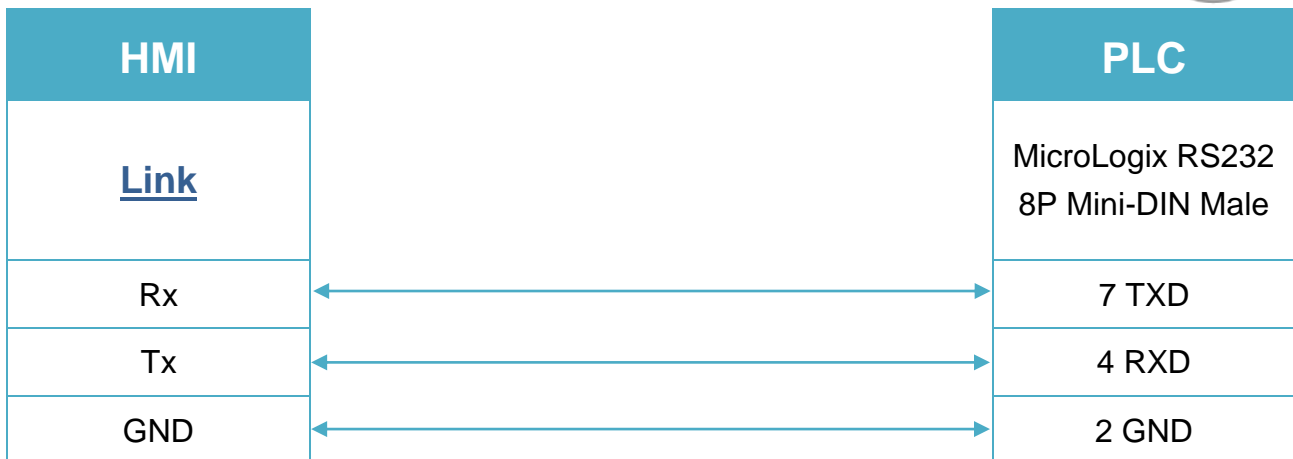 HMI PLC
Link MicroLogix RS232
8P Mini-DIN Male
Rx 7 TXD
Tx 4 RXD
GND 2 GND